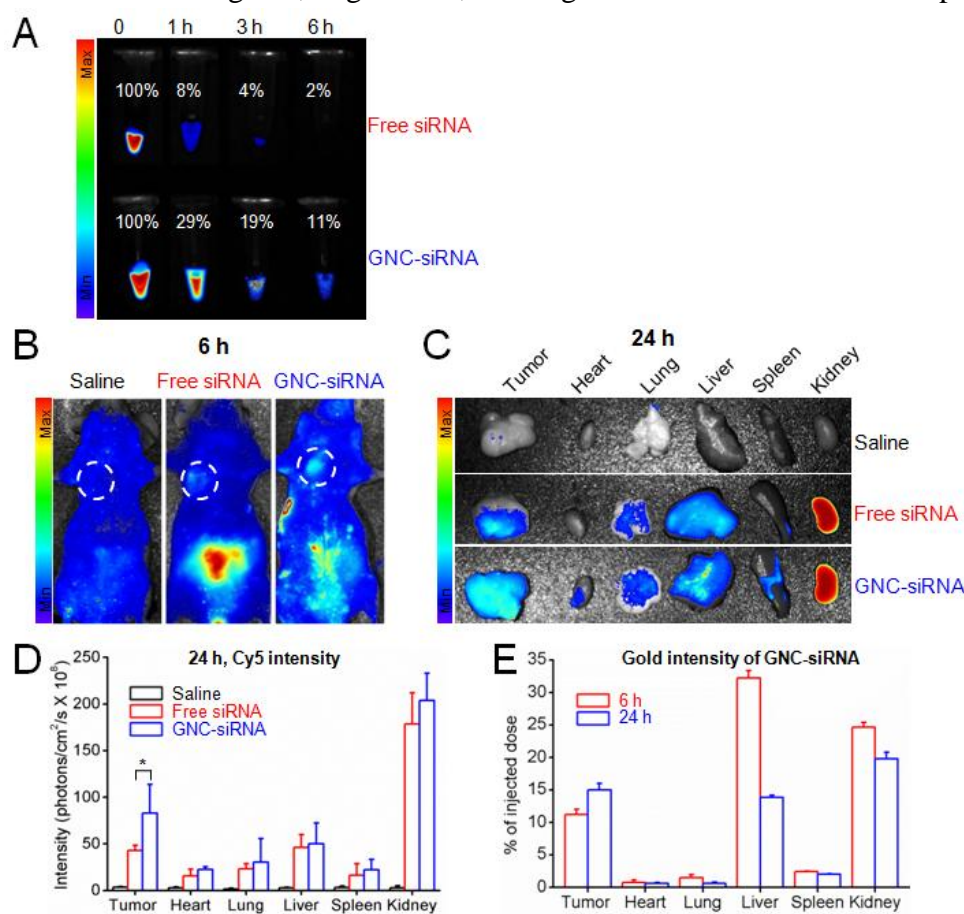 A
0 1 h 3 h 6 h
Max
100% 8% 4% 2%
Free siRNA
100% 29% 19% 11%
GNC-siRNA
Min
B
6 h
Saline Free siRNA GNC-siRNA
Max
Min
C
24 h
Tumor Heart Lung Liver Spleen Kidney
Max
Saline
Free siRNA
GNC-siRNA
Min
D
24 h, Cy5 intensity
Intensity (photons/cm²/s X 10⁸)
250
200
150
100
50
0
Saline
Free siRNA
GNC-siRNA
*
Tumor Heart Lung Liver Spleen Kidney
E
Gold intensity of GNC-siRNA
% of injected dose
35
30
25
20
15
10
5
0
6 h
24 h
Tumor Heart Lung Liver Spleen Kidney